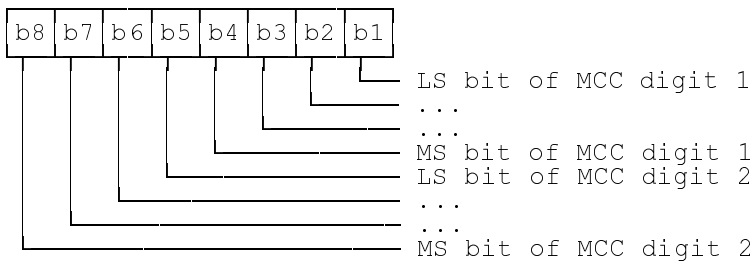 b8 b7 b6 b5 b4 b3 b2 b1
LS bit of MCC digit 1
...
...
MS bit of MCC digit 1
LS bit of MCC digit 2
...
...
MS bit of MCC digit 2